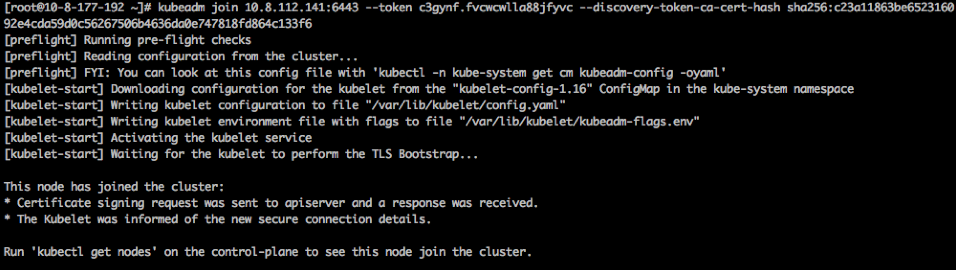 [root@10-8-177-192 ~]# kubeadm join 10.8.112.141:6443 --token c3gynf.fvcwcwlla88jfyvc --discovery-token-ca-cert-hash sha256:c23a11863be6523160
92e4cda59d0c56267506b4636da0e747818fd864c133f6
[preflight] Running pre-flight checks
[preflight] Reading configuration from the cluster...
[preflight] FYI: You can look at this config file with 'kubectl -n kube-system get cm kubeadm-config -oyaml'
[kubelet-start] Downloading configuration for the kubelet from the "kubelet-config-1.16" ConfigMap in the kube-system namespace
[kubelet-start] Writing kubelet configuration to file "/var/lib/kubelet/config.yaml"
[kubelet-start] Writing kubelet environment file with flags to file "/var/lib/kubelet/kubeadm-flags.env"
[kubelet-start] Activating the kubelet service
[kubelet-start] Waiting for the kubelet to perform the TLS Bootstrap...
This node has joined the cluster:
* Certificate signing request was sent to apiserver and a response was received.
* The Kubelet was informed of the new secure connection details.
Run 'kubectl get nodes' on the control-plane to see this node join the cluster.